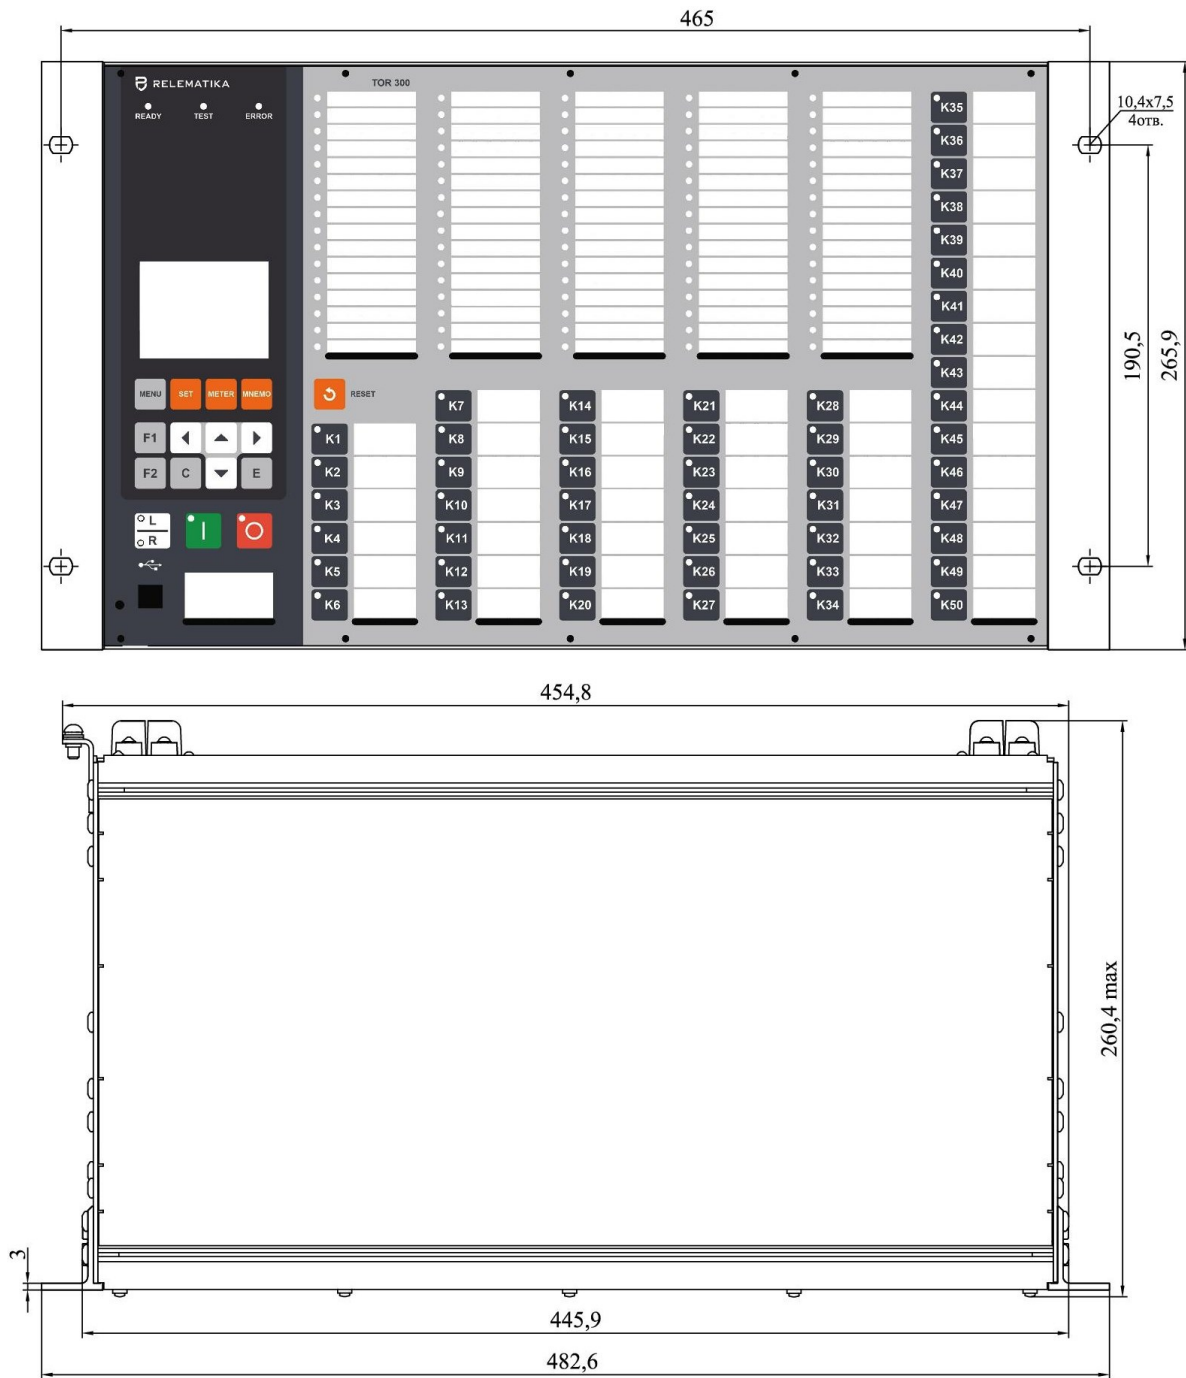 465
RELEMATIKA
TOR 300
READY TEST ERROR
10,4x7,5
4отв.
K35
K36
K37
K38
K39
K40
K41
K42
K43
190,5
265,9
MENU SET METER MNEMO
RESET
K7 K14 K21 K28 K44
F1
K1 K8 K15 K22 K29 K45
F2 C E
K2 K9 K16 K23 K30 K46
K3 K10 K17 K24 K31 K47
L
R
K4 K11 K18 K25 K32 K48
K5 K12 K19 K26 K33 K49
K6 K13 K20 K27 K34 K50
454,8
260,4 max
3
445,9
482,6